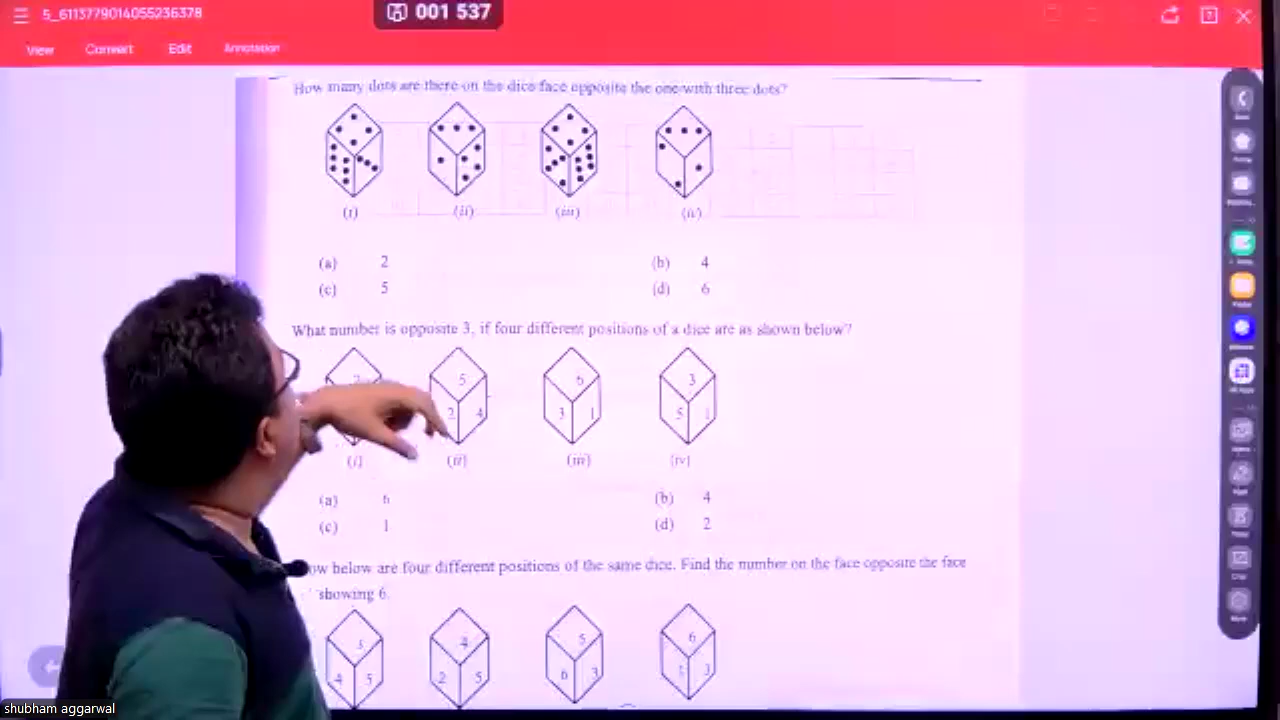 5_6113779014055236378
001 537
View Convert Edit Annotation
How many dots are there on the dice face opposite the one with three dots?
(i) (ii) (iii) (iv)
(a) 2 (b) 4
(c) 5 (d) 6
What number is opposite 3, if four different positions of a dice are as shown below?
5 6 3
2 4 3 1 5 1
(i) (ii) (iii) (iv)
(a) 6 (b) 4
(c) 1 (d) 2
ow below are four different positions of the same dice. Find the number on the face opposite the face
showing 6.
3 4 5 6
4 5 2 5 6 3 3
shubham aggarwal